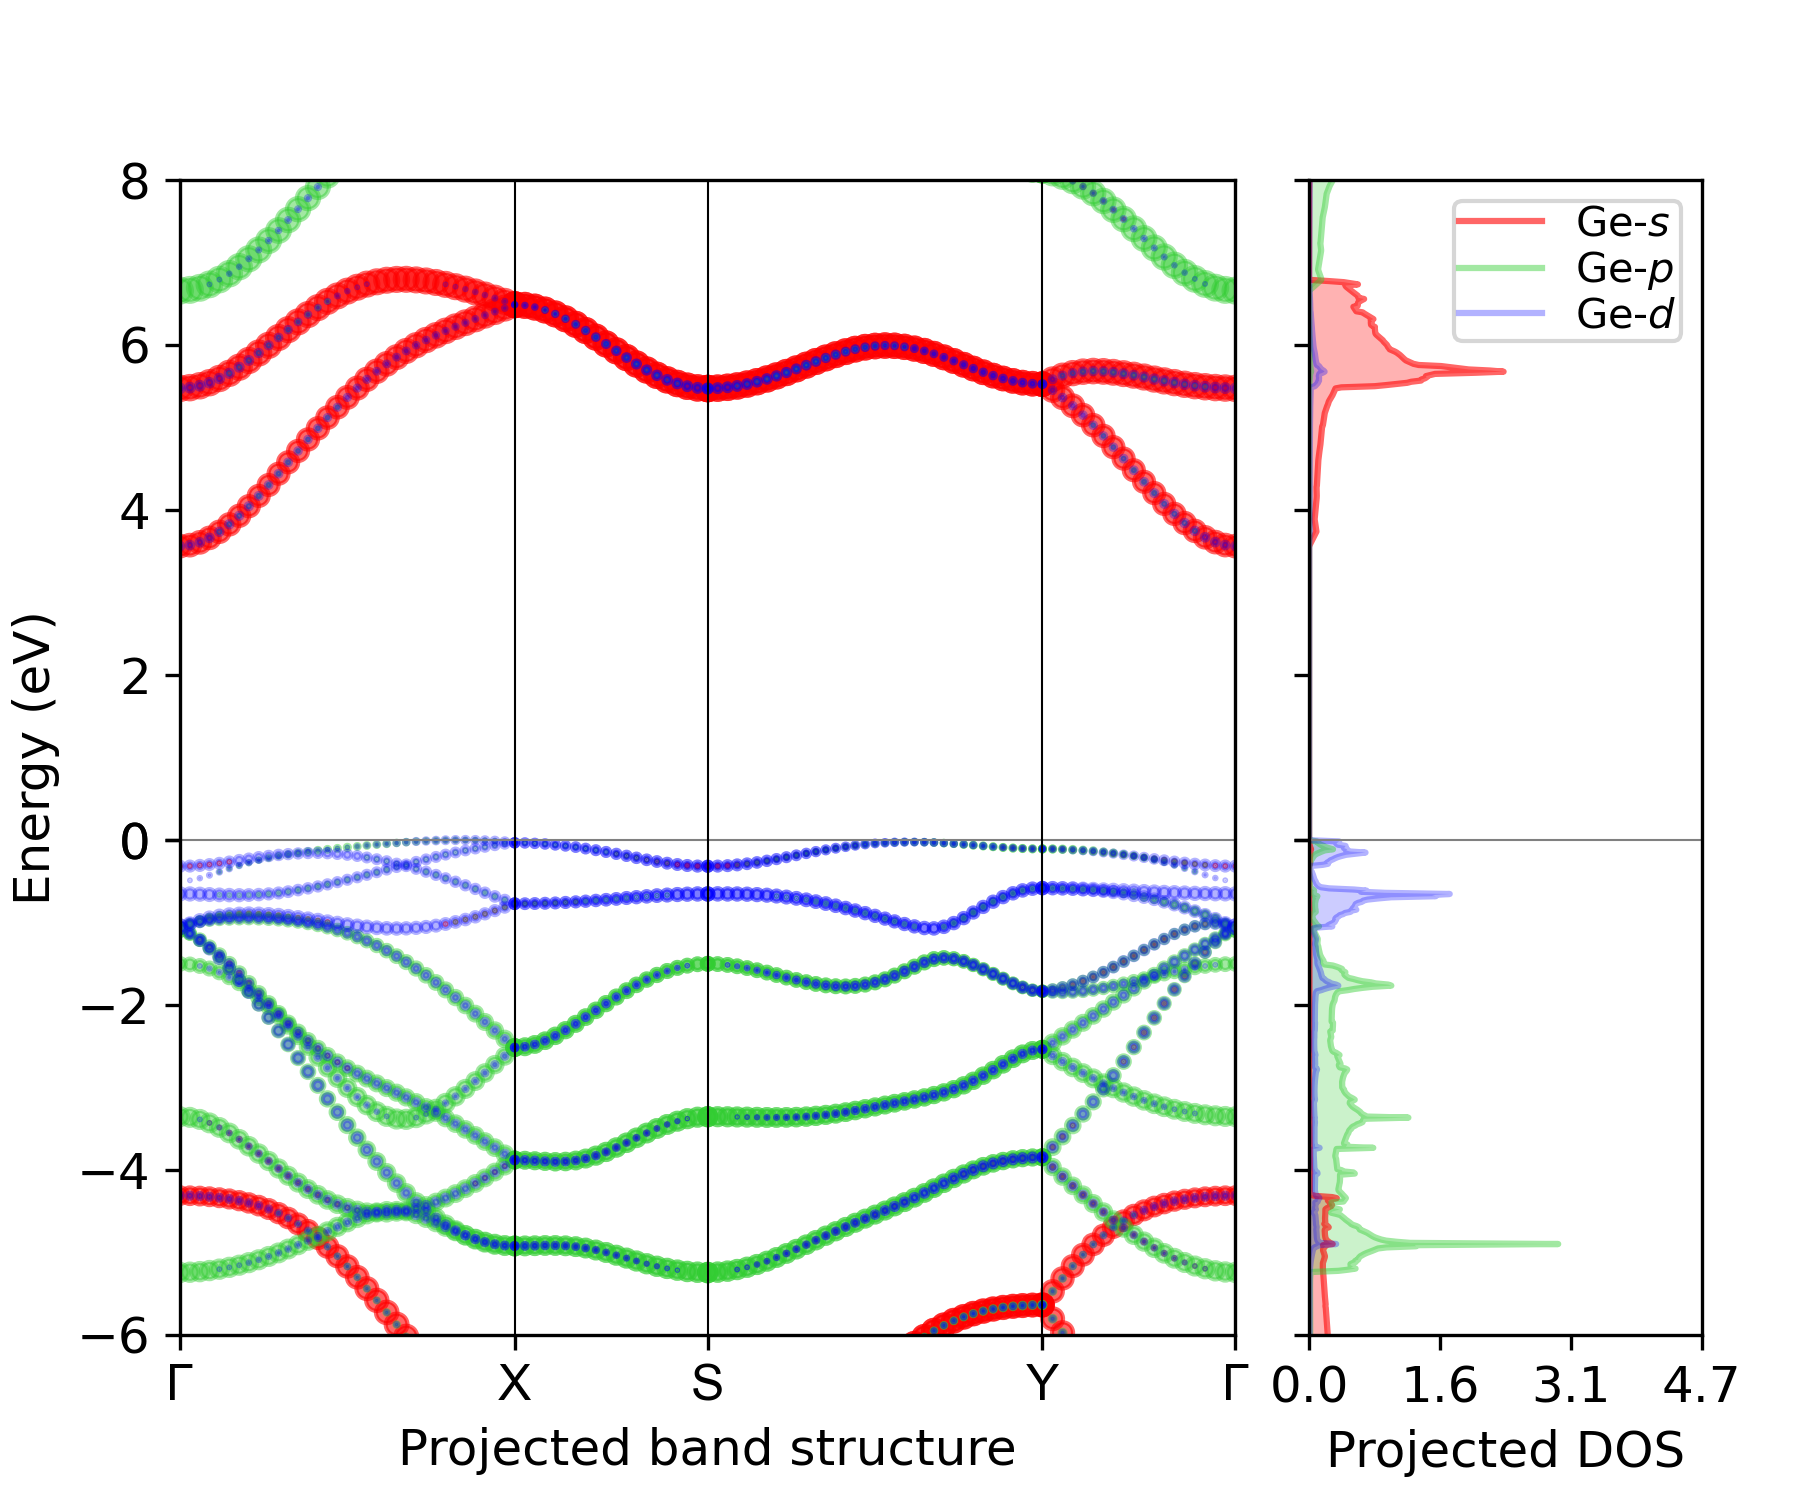 8
6
4
2
0
−2
−4
−6
Energy (eV)
Γ X S Y Γ
Projected band structure
Ge-s
Ge-p
Ge-d
0.0 1.6 3.1 4.7
Projected DOS